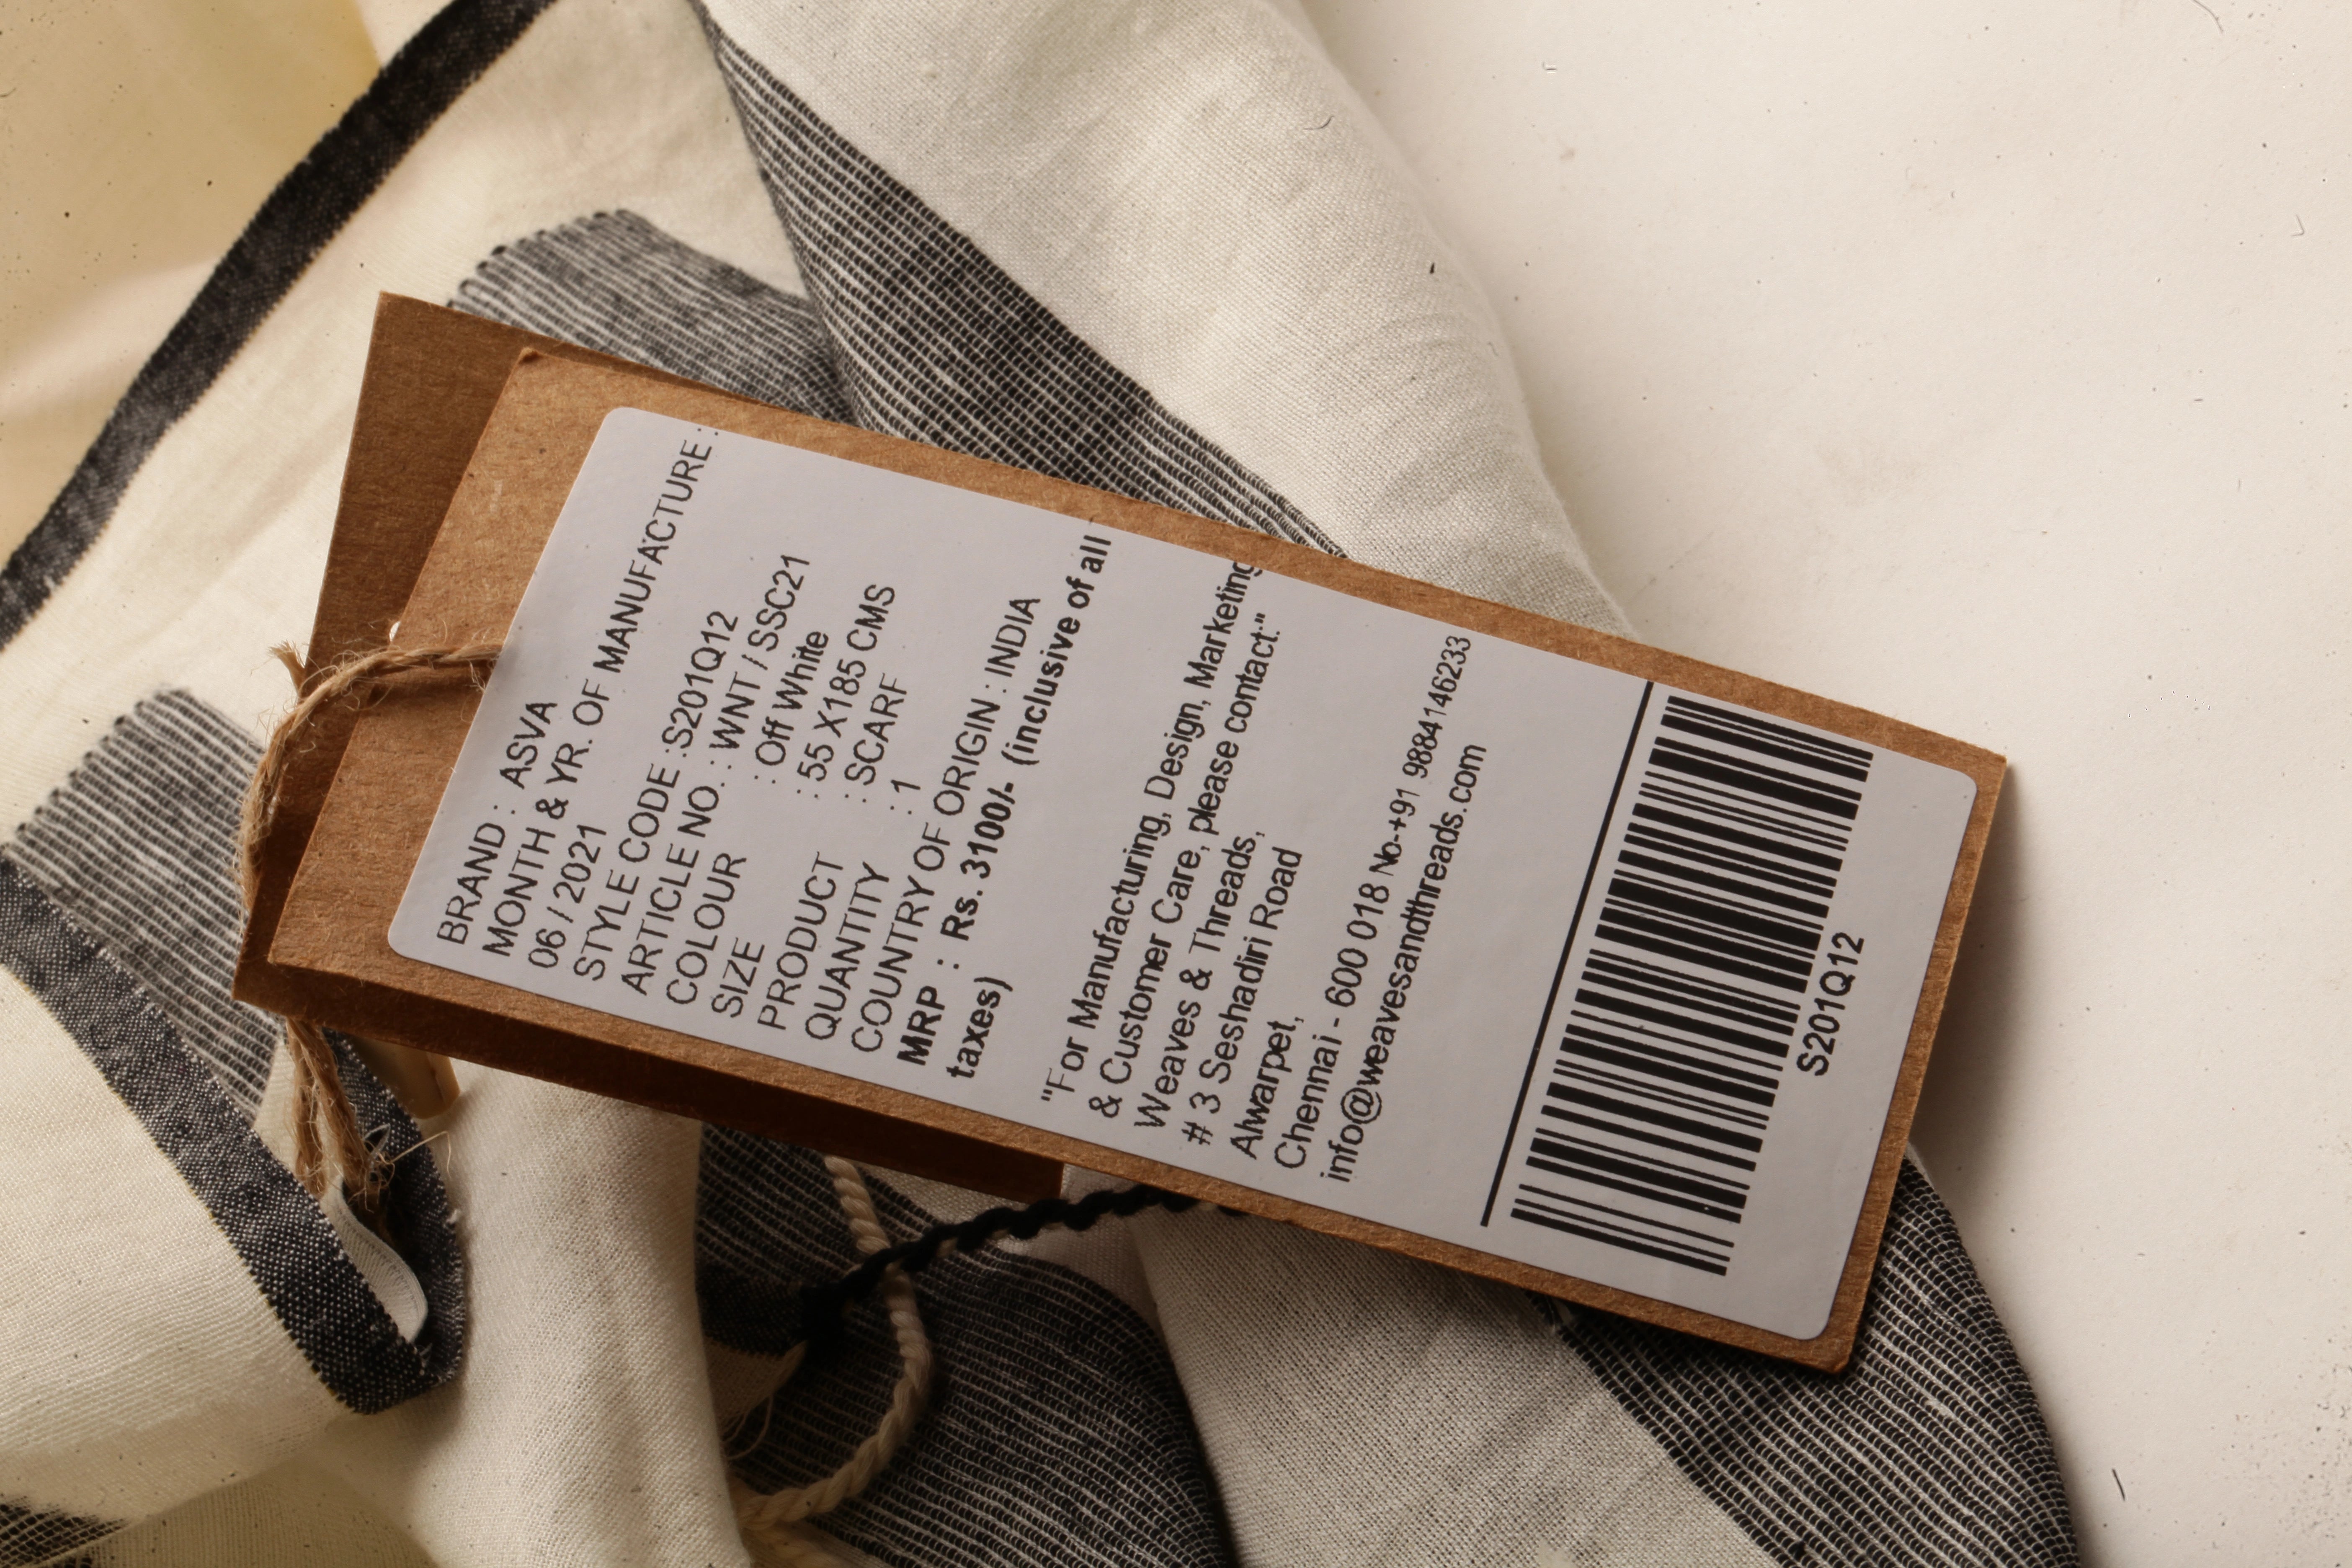 BRAND : ASVA
MONTH & YR. OF MANUFACTURE :
06 / 2021
STYLE CODE :S201Q12
ARTICLE NO. : WNT / SSC21
COLOUR : Off White
SIZE : 55 X185 CMS
PRODUCT : SCARF
QUANTITY : 1
COUNTRY OF ORIGIN : INDIA
MRP : Rs. 3100/- (inclusive of all
taxes)
"For Manufacturing, Design, Marketing
& Customer Care, please contact:"
Weaves & Threads,
# 3 Seshadiri Road
Alwarpet,
Chennai - 600 018 No-+91 9884146233
info@weavesandthreads.com
S201Q12